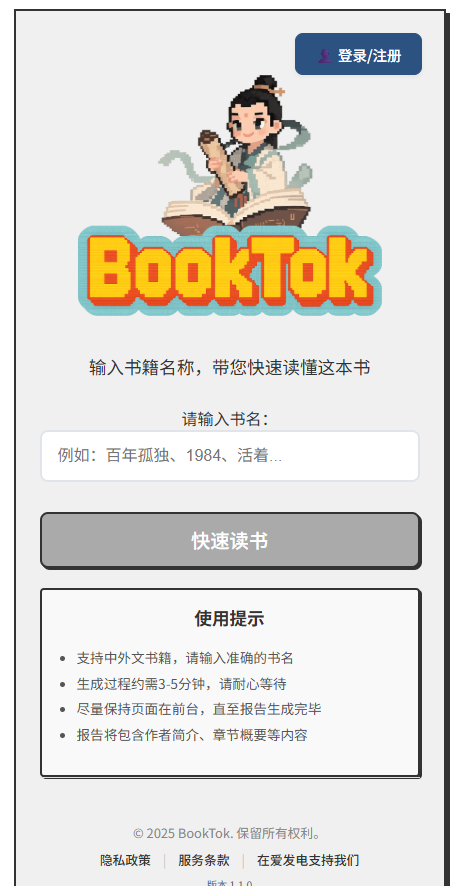 登录/注册
BookTok
输入书籍名称，带您快速读懂这本书
请输入书名：
例如：百年孤独、1984、活着...
快速读书
使用提示
支持中外文书籍，请输入准确的书名
生成过程约需3-5分钟，请耐心等待
尽量保持页面在前台，直至报告生成完毕
报告将包含作者简介、章节概要等内容
© 2025 BookTok. 保留所有权利。
隐私政策 | 服务条款 | 在爱发电支持我们
版本 1.1.0